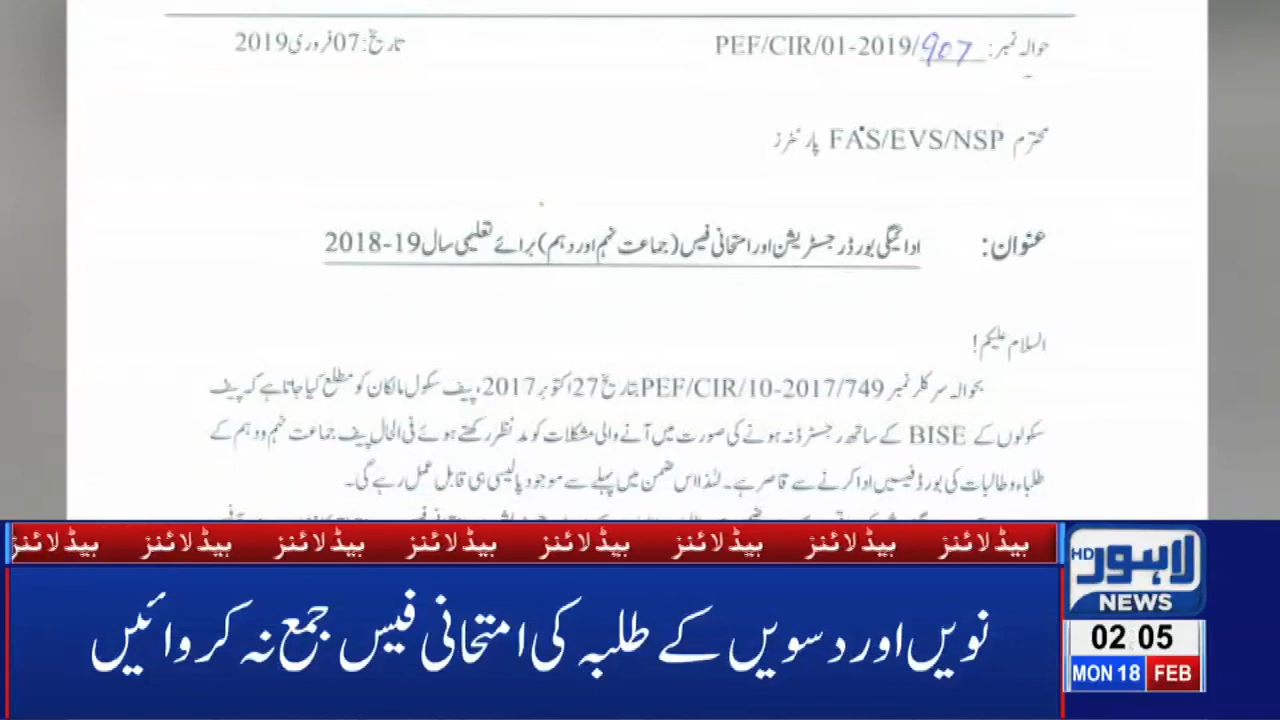 حوالہ نمبر: PEF/CIR/01-2019/907 تاریخ: 07فروری2019
محترم FAS/EVS/NSP پارٹنرز
عنوان: ادائیگی بورڈ رجسٹریشن اور امتحانی فیس (جماعت نہم اور دہم) برائے تعلیمی سال 19-2018
السلام علیکم!
بحوالہ سرکلر نمبر PEF/CIR/10-2017/749 بتاریخ 27 اکتوبر 2017، پیف سکول مالکان کو مطلع کیا جاتا ہے کہ پیف
سکولوں کے BISE کے ساتھ رجسٹرڈ نہ ہونے کی صورت میں آنے والی مشکلات کو مد نظر رکھتے ہوئے فی الحال پیف جماعت نہم و دہم کے
طلباء و طالبات کی بورڈ فیسیں ادا کرنے سے قاصر ہے۔ لہٰذا اس ضمن میں پہلے سے موجود پالیسی ہی قابل عمل رہے گی۔
ہیڈلائنز ہیڈلائنز ہیڈلائنز ہیڈلائنز ہیڈلائنز ہیڈلائنز ہیڈلائنز ہیڈلائنز
نویں اور دسویں کے طلبہ کی امتحانی فیس جمع نہ کروائیں
لاہور HD
NEWS
02:05
MON 18 FEB